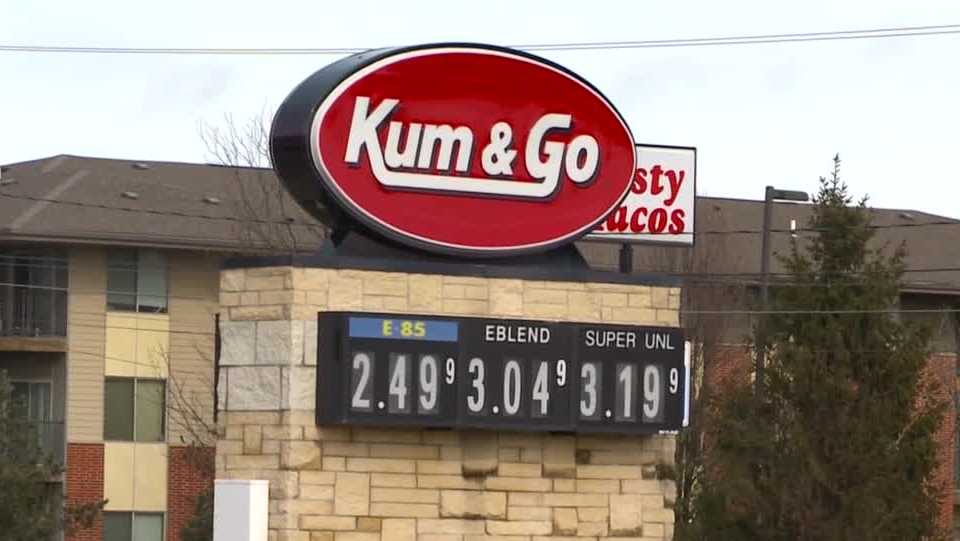 Kum & Go
sty
acos
E-85
EBLEND
SUPER UNL
2.49 9
3.04 9
3.19 9